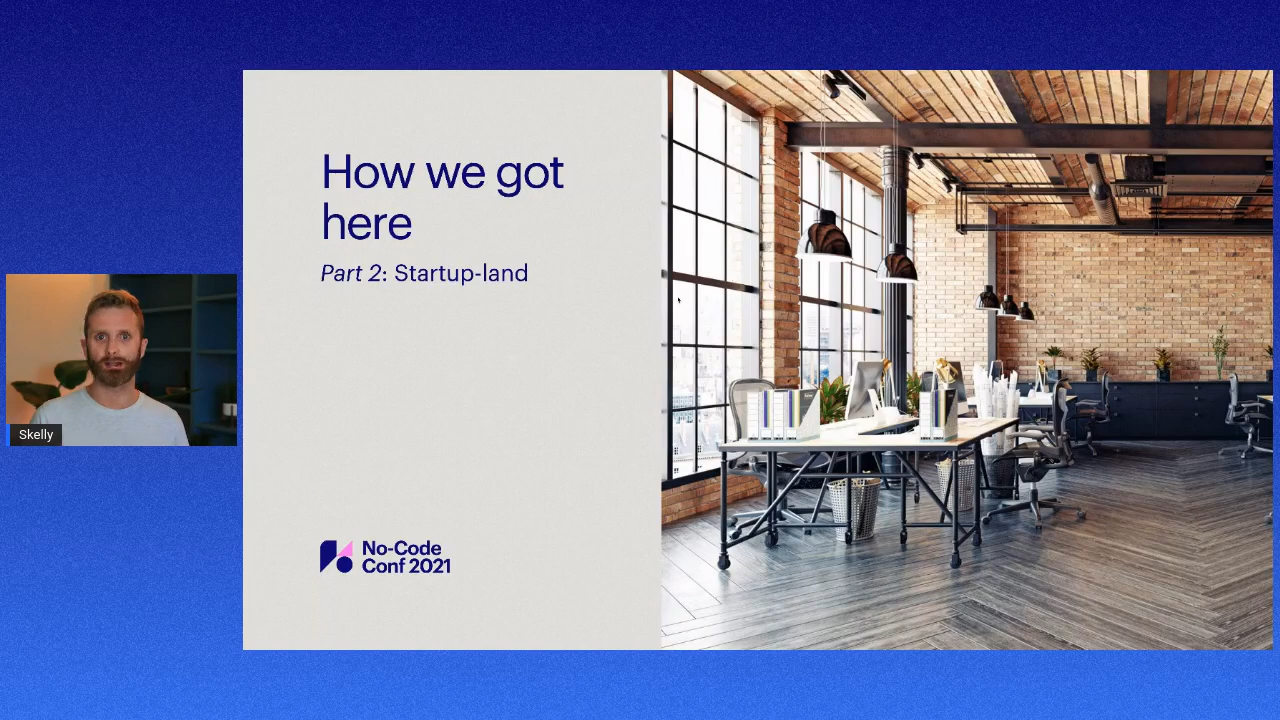 How we got
here
Part 2: Startup-land
Skelly
No-Code
Conf 2021